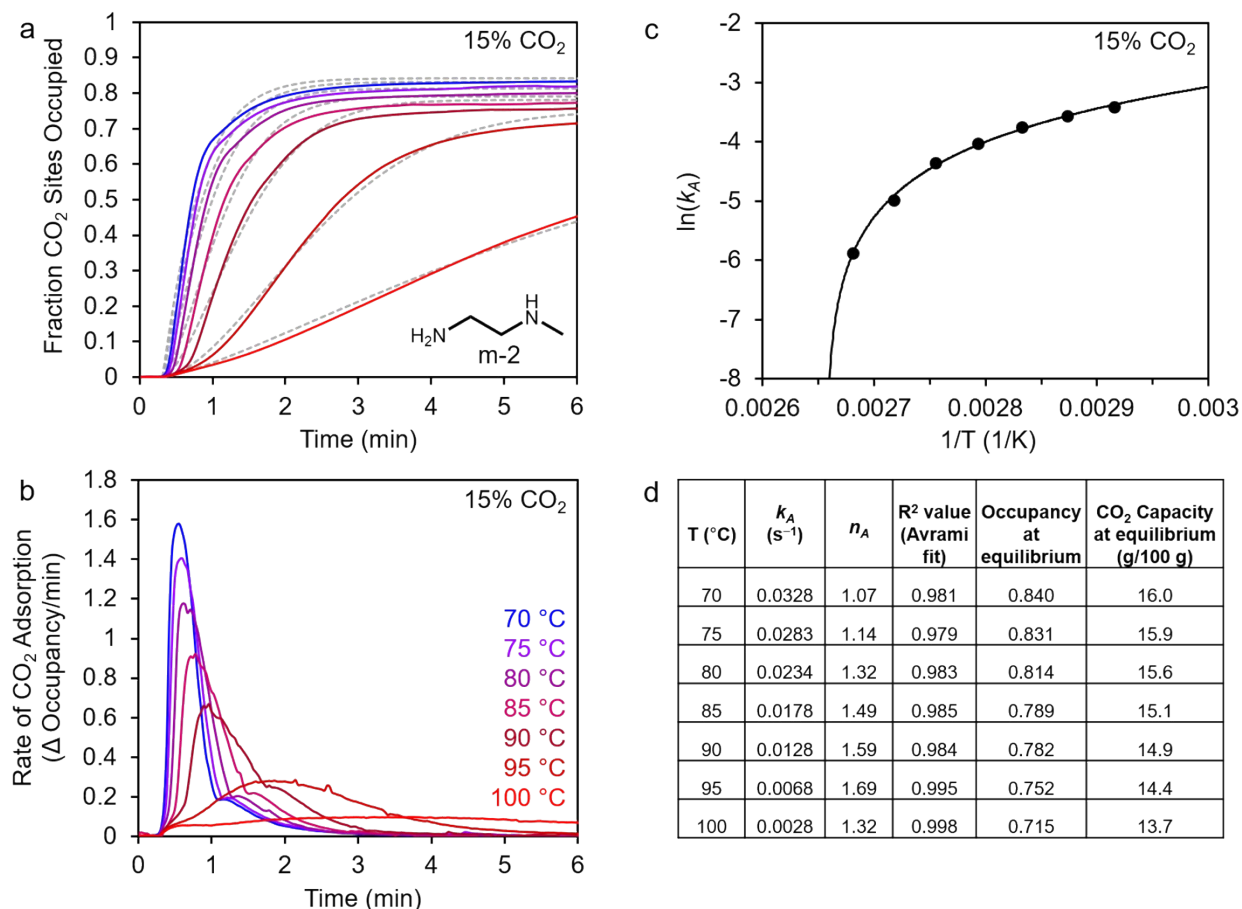 a
15% CO₂
1
0.9
0.8
0.7
0.6
0.5
0.4
0.3
0.2
0.1
0
Fraction CO₂ Sites Occupied
0 1 2 3 4 5 6
Time (min)
H
N
H₂N
m-2
b
15% CO₂
1.8
1.6
1.4
1.2
1
0.8
0.6
0.4
0.2
0
Rate of CO₂ Adsorption
(Δ Occupancy/min)
70 °C
75 °C
80 °C
85 °C
90 °C
95 °C
100 °C
0 1 2 3 4 5 6
Time (min)
c
15% CO₂
-2
-3
-4
-5
-6
-7
-8
ln(kA)
0.0026 0.0027 0.0028 0.0029 0.003
1/T (1/K)
d
T (°C) kA (s⁻¹) nA R² value (Avrami fit) Occupancy at equilibrium CO₂ Capacity at equilibrium (g/100 g)
70 0.0328 1.07 0.981 0.840 16.0
75 0.0283 1.14 0.979 0.831 15.9
80 0.0234 1.32 0.983 0.814 15.6
85 0.0178 1.49 0.985 0.789 15.1
90 0.0128 1.59 0.984 0.782 14.9
95 0.0068 1.69 0.995 0.752 14.4
100 0.0028 1.32 0.998 0.715 13.7